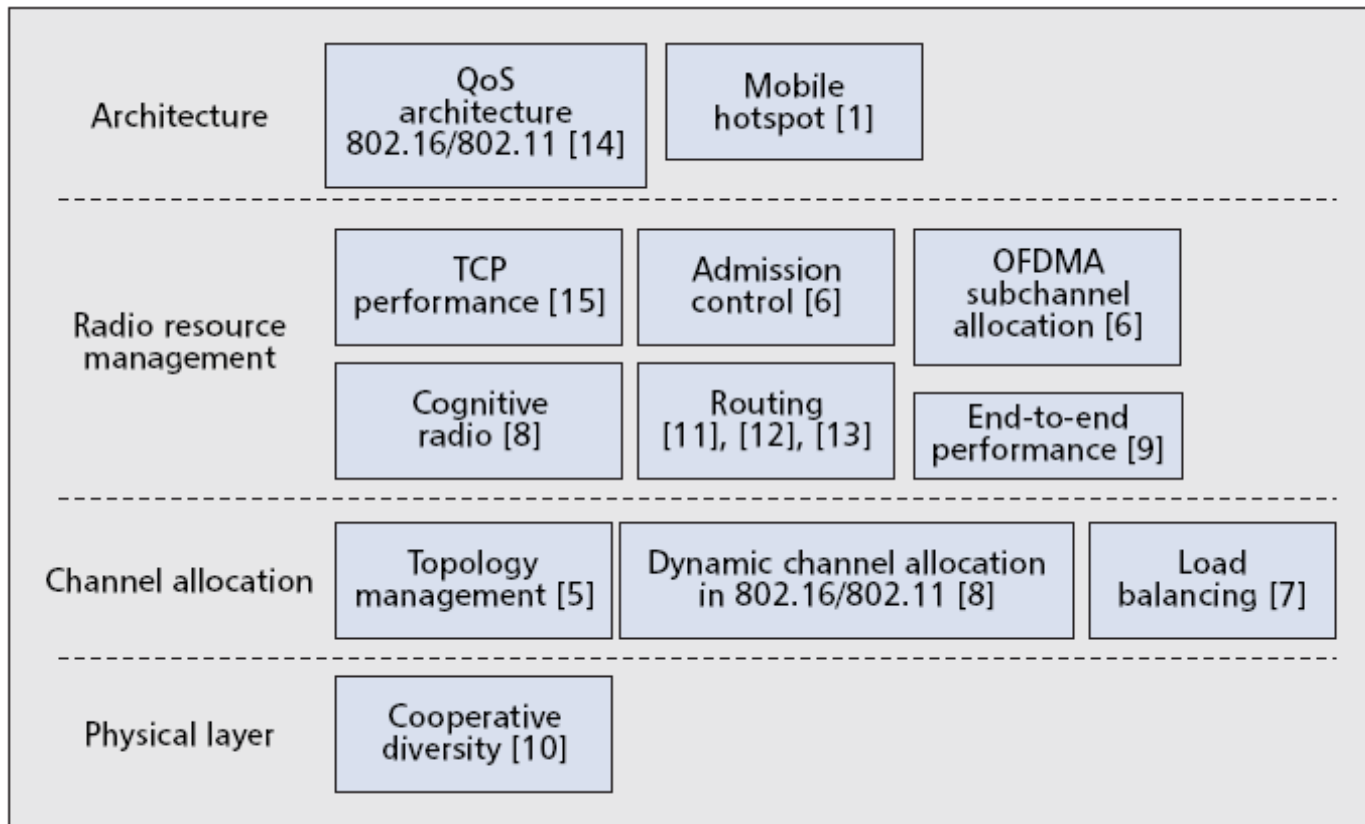 Architecture
QoS
architecture
802.16/802.11 [14]
Mobile
hotspot [1]
Radio resource
management
TCP
performance [15]
Admission
control [6]
OFDMA
subchannel
allocation [6]
Cognitive
radio [8]
Routing
[11], [12], [13]
End-to-end
performance [9]
Channel allocation
Topology
management [5]
Dynamic channel allocation
in 802.16/802.11 [8]
Load
balancing [7]
Physical layer
Cooperative
diversity [10]